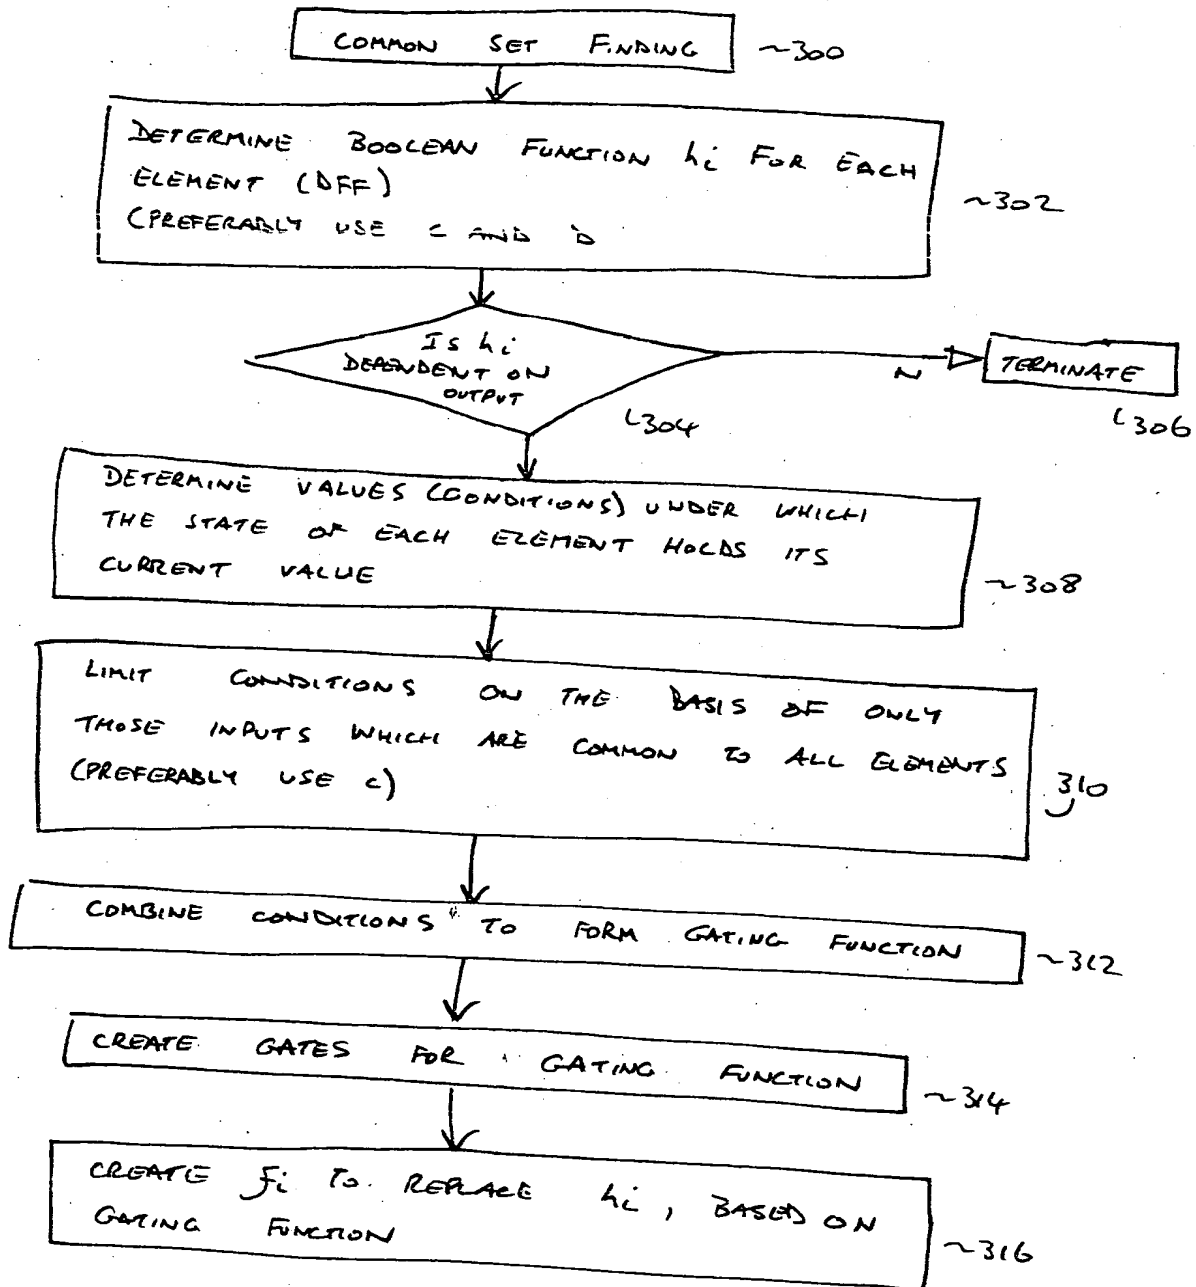 COMMON SET FINDING ~300
DETERMINE BOOLEAN FUNCTION hi FOR EACH
ELEMENT (DFF)
(PREFERABLY USE C AND D
~302
Is hi
DEPENDENT ON
OUTPUT
304
N
TERMINATE
306
DETERMINE VALUES (CONDITIONS) UNDER WHICH
THE STATE OF EACH ELEMENT HOLDS ITS
CURRENT VALUE
~308
LIMIT CONDITIONS ON THE BASIS OF ONLY
THOSE INPUTS WHICH ARE COMMON TO ALL ELEMENTS
(PREFERABLY USE C)
310
COMBINE CONDITIONS TO FORM GATING FUNCTION
~312
CREATE GATES FOR GATING FUNCTION
~314
CREATE fi TO REPLACE hi, BASED ON
GATING FUNCTION
~316